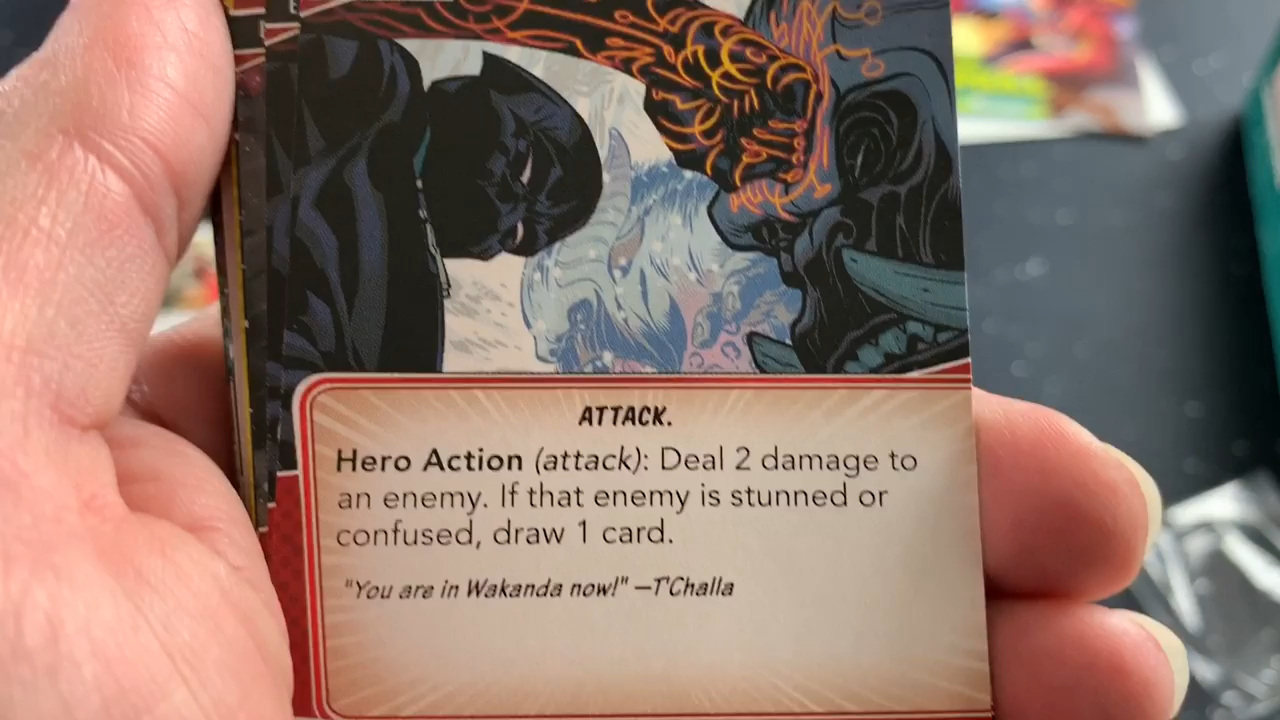 ATTACK.
Hero Action (attack): Deal 2 damage to
an enemy. If that enemy is stunned or
confused, draw 1 card.
"You are in Wakanda now!" —T'Challa